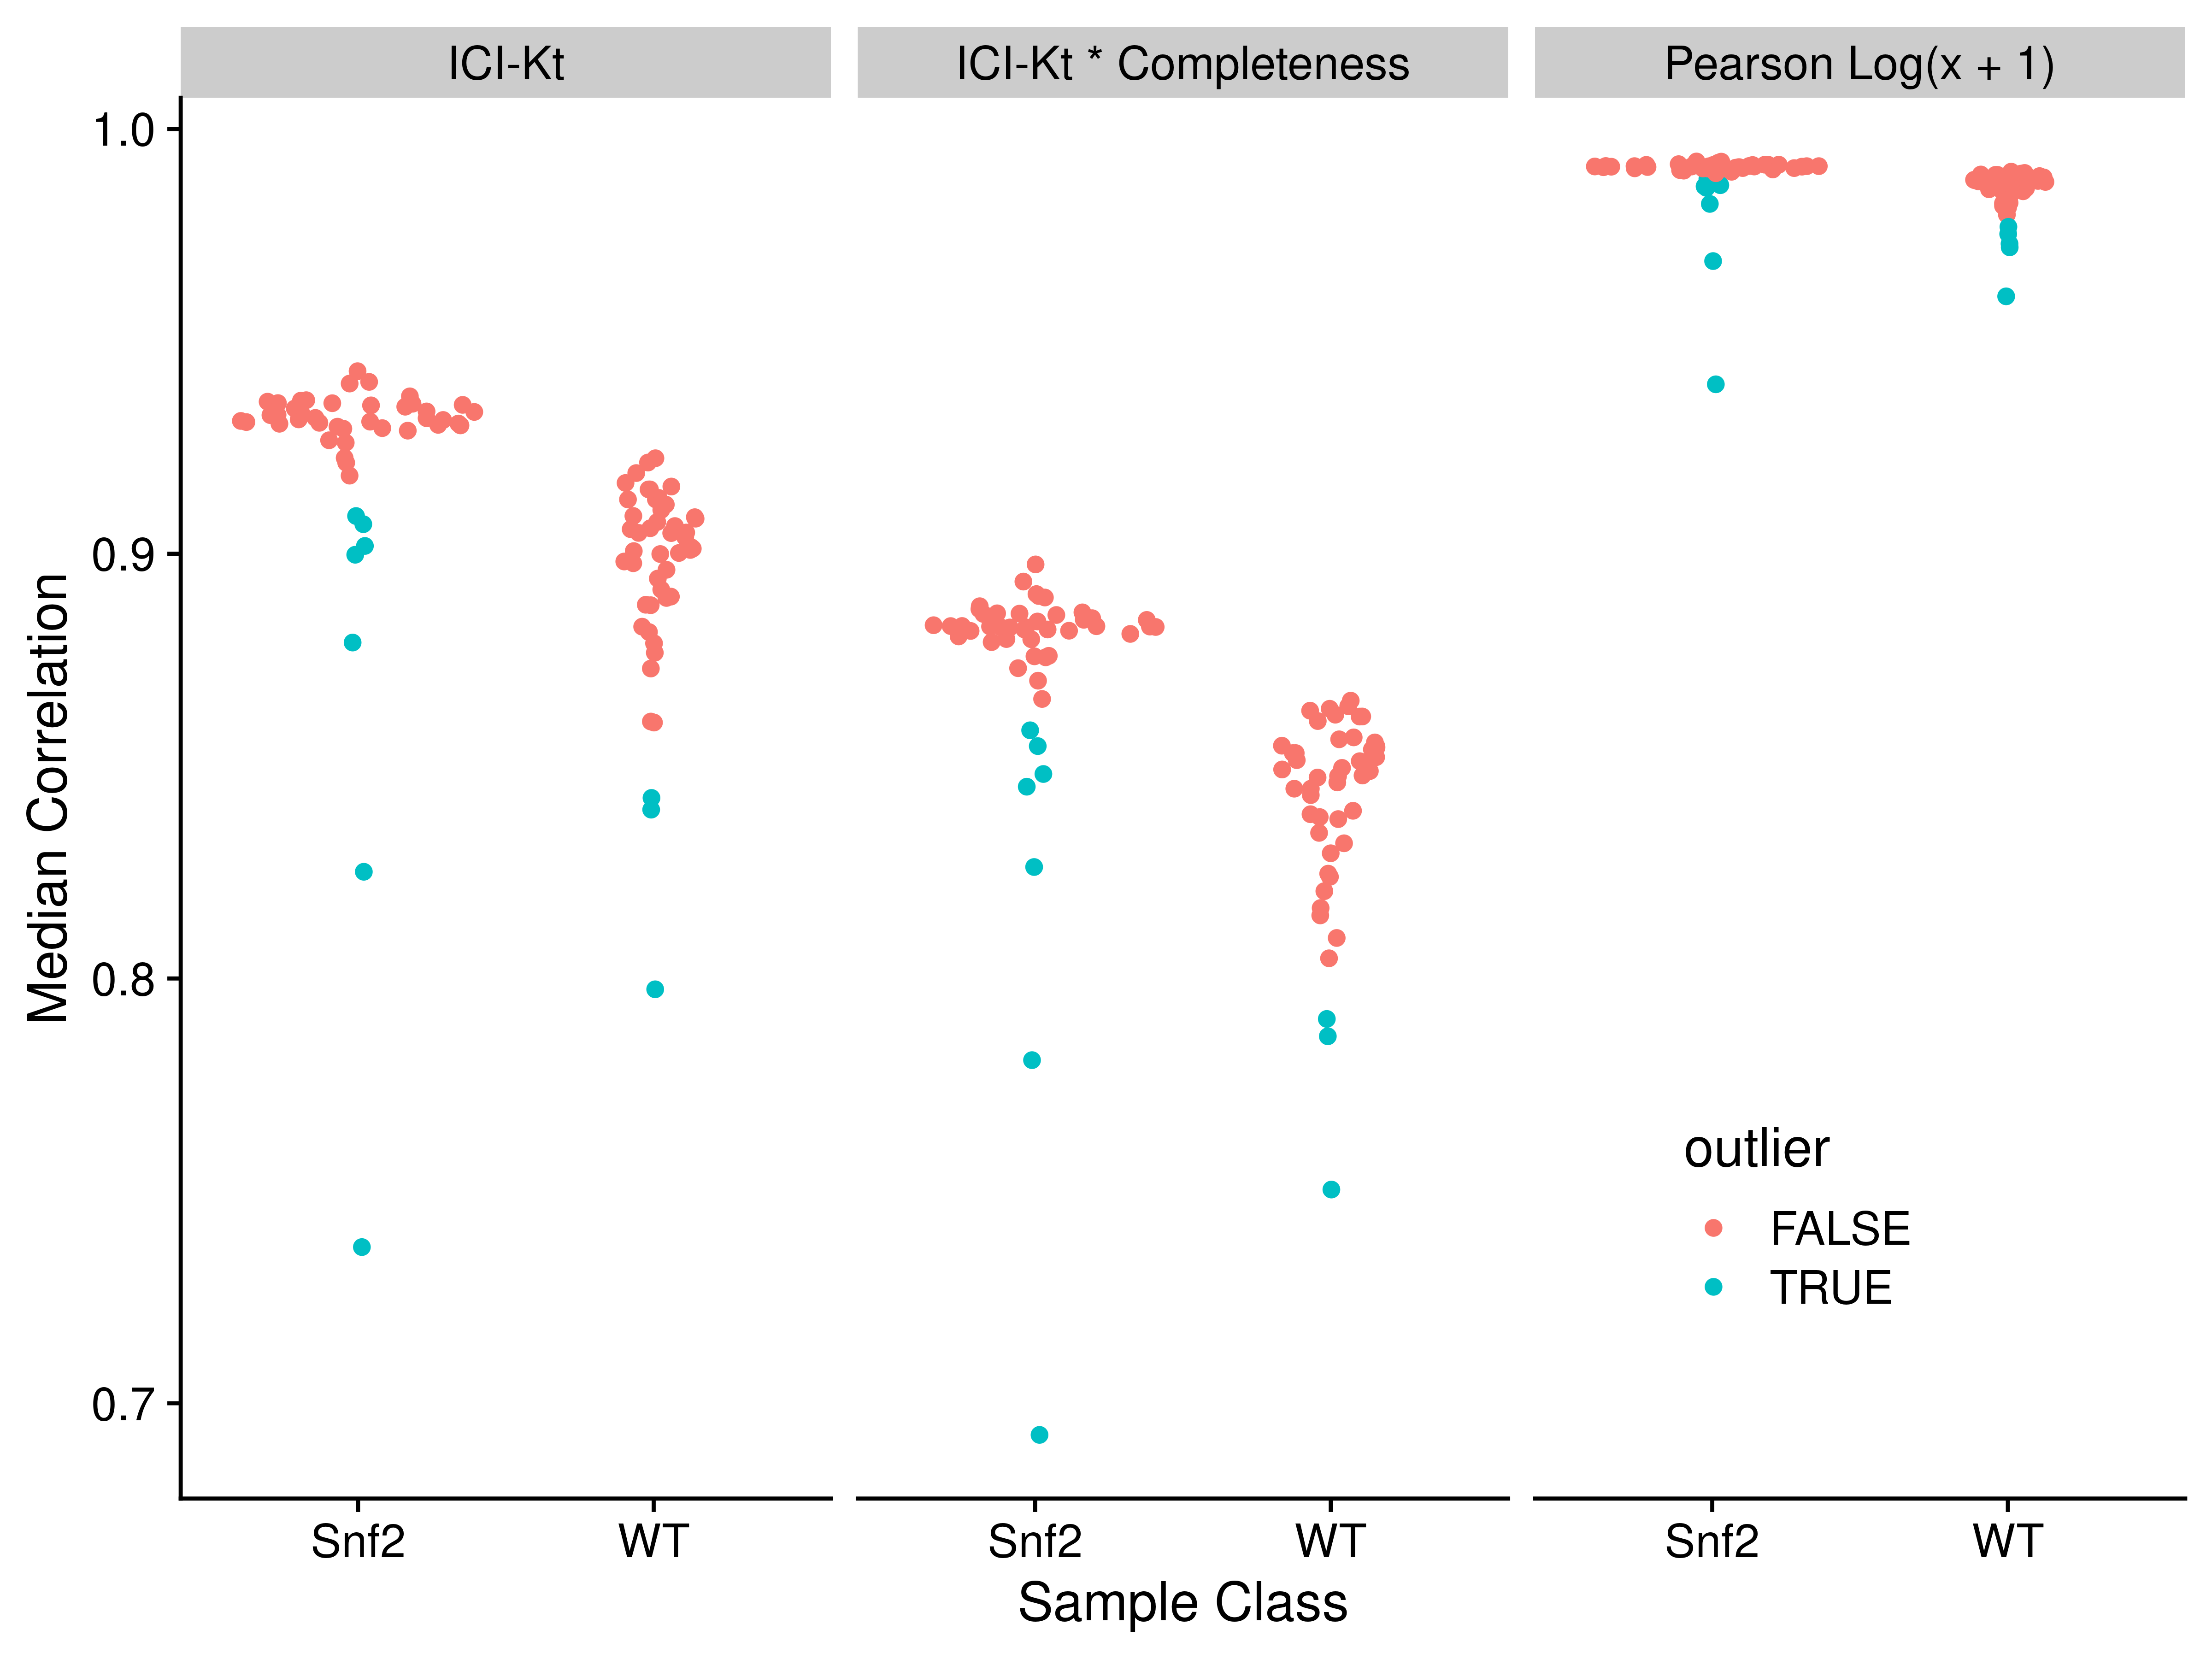 ICI-Kt
ICI-Kt * Completeness
Pearson Log(x + 1)
1.0
0.9
0.8
0.7
Median Correlation
outlier
FALSE
TRUE
Snf2
WT
Snf2
WT
Snf2
WT
Sample Class